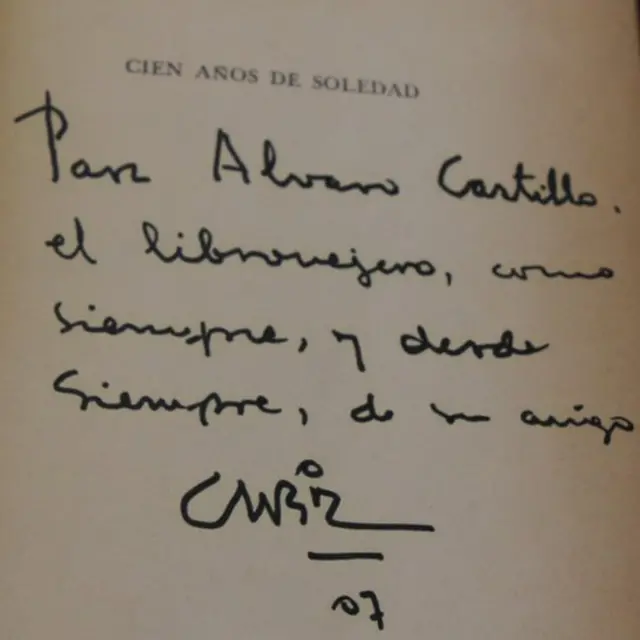 CIEN AÑOS DE SOLEDAD
Para Alvaro Castillo.
el librovejero, como
siempre, y desde
siempre, de su amigo
07